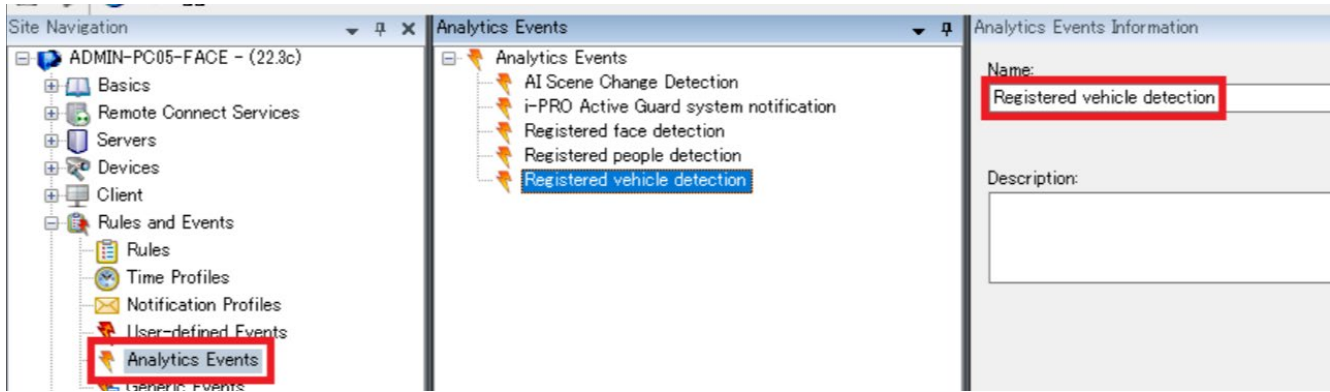 Site Navigation
ADMIN-PC05-FACE - (22.3c)
Basics
Remote Connect Services
Servers
Devices
Client
Rules and Events
Rules
Time Profiles
Notification Profiles
User-defined Events
Analytics Events
Generic Events
Analytics Events
Analytics Events
AI Scene Change Detection
i-PRO Active Guard system notification
Registered face detection
Registered people detection
Registered vehicle detection
Analytics Events Information
Name:
Registered vehicle detection
Description: